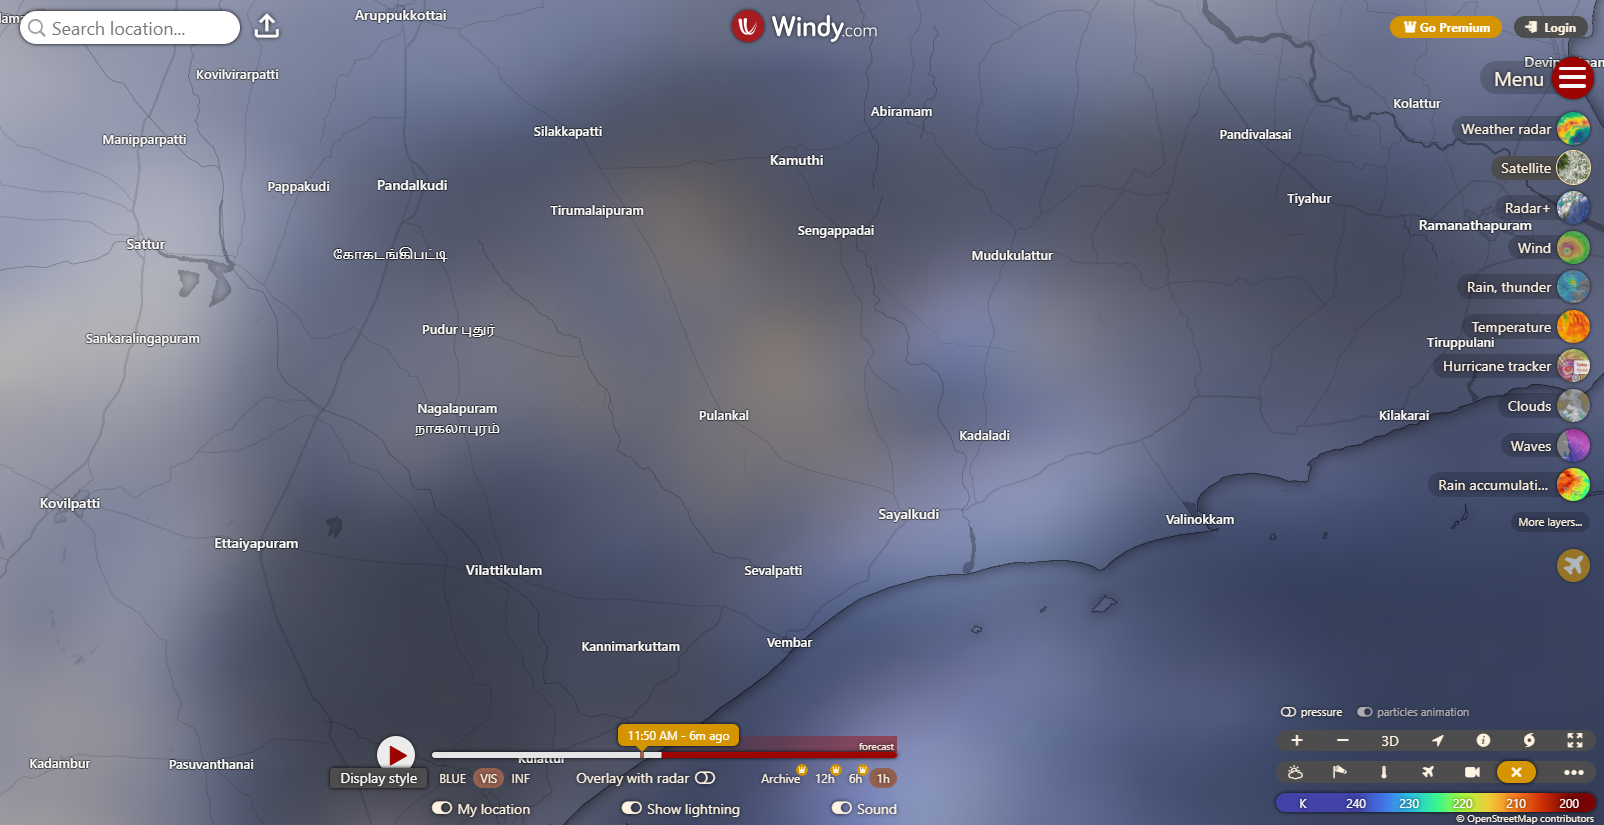 Aruppukkottai
Search location...
Windy.com
Go Premium
Login
Kovilvirarpatti
Menu
Abiramam
Kolattur
Manipparpatti
Silakkapatti
Pandivalasai
Weather radar
Kamuthi
Satellite
Pappakudi
Pandalkudi
Tirumalaipuram
Tiyahur
Radar+
Sengappadai
Ramanathapuram
Sattur
கோகடங்கிபட்டி
Mudukulattur
Wind
Rain, thunder
Pudur புதுர்
Temperature
Sankaralingapuram
Tiruppulani
Hurricane tracker
Nagalapuram
நாகலாபுரம்
Pulankal
Kadaladi
Kilakarai
Clouds
Waves
Rain accumulati...
Kovilpatti
Sayalkudi
Valinokkam
More layers...
Ettaiyapuram
Vilattikulam
Sevalpatti
Kannimarkuttam
Vembar
pressure
particles animation
11:50 AM - 6m ago
forecast
3D
Kadambur
Pasuvanthanai
Kulattur
Display style
BLUE VIS INF
Overlay with radar
Archive 12h 6h 1h
My location
Show lightning
Sound
K 240 230 220 210 200
© OpenStreetMap contributors